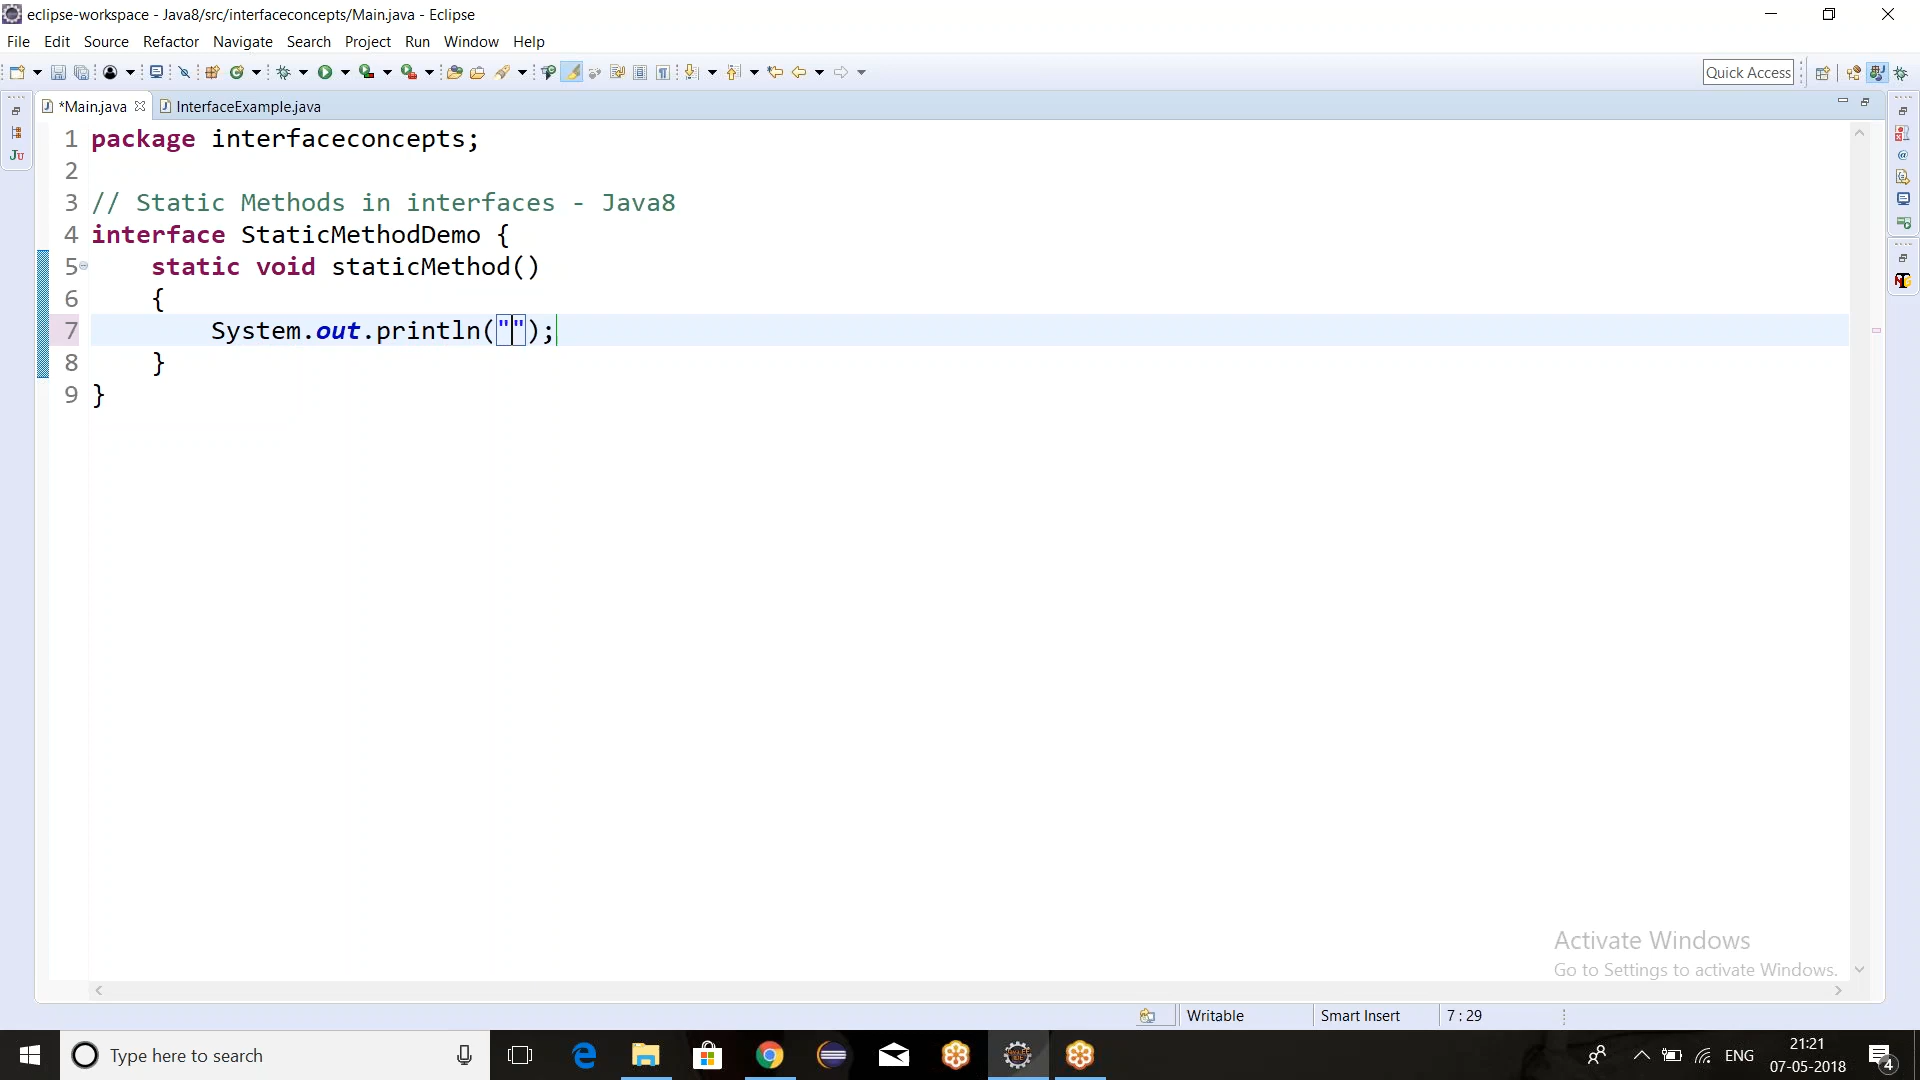 eclipse-workspace - Java8/src/interfaceconcepts/Main.java - Eclipse
File Edit Source Refactor Navigate Search Project Run Window Help
Quick Access
*Main.java InterfaceExample.java
1 package interfaceconcepts;
2
3 // Static Methods in interfaces - Java8
4 interface StaticMethodDemo {
5 static void staticMethod()
6 {
7 System.out.println("");
8 }
9 }
Activate Windows
Go to Settings to activate Windows.
Writable Smart Insert 7 : 29
Type here to search
ENG
21:21
07-05-2018
4